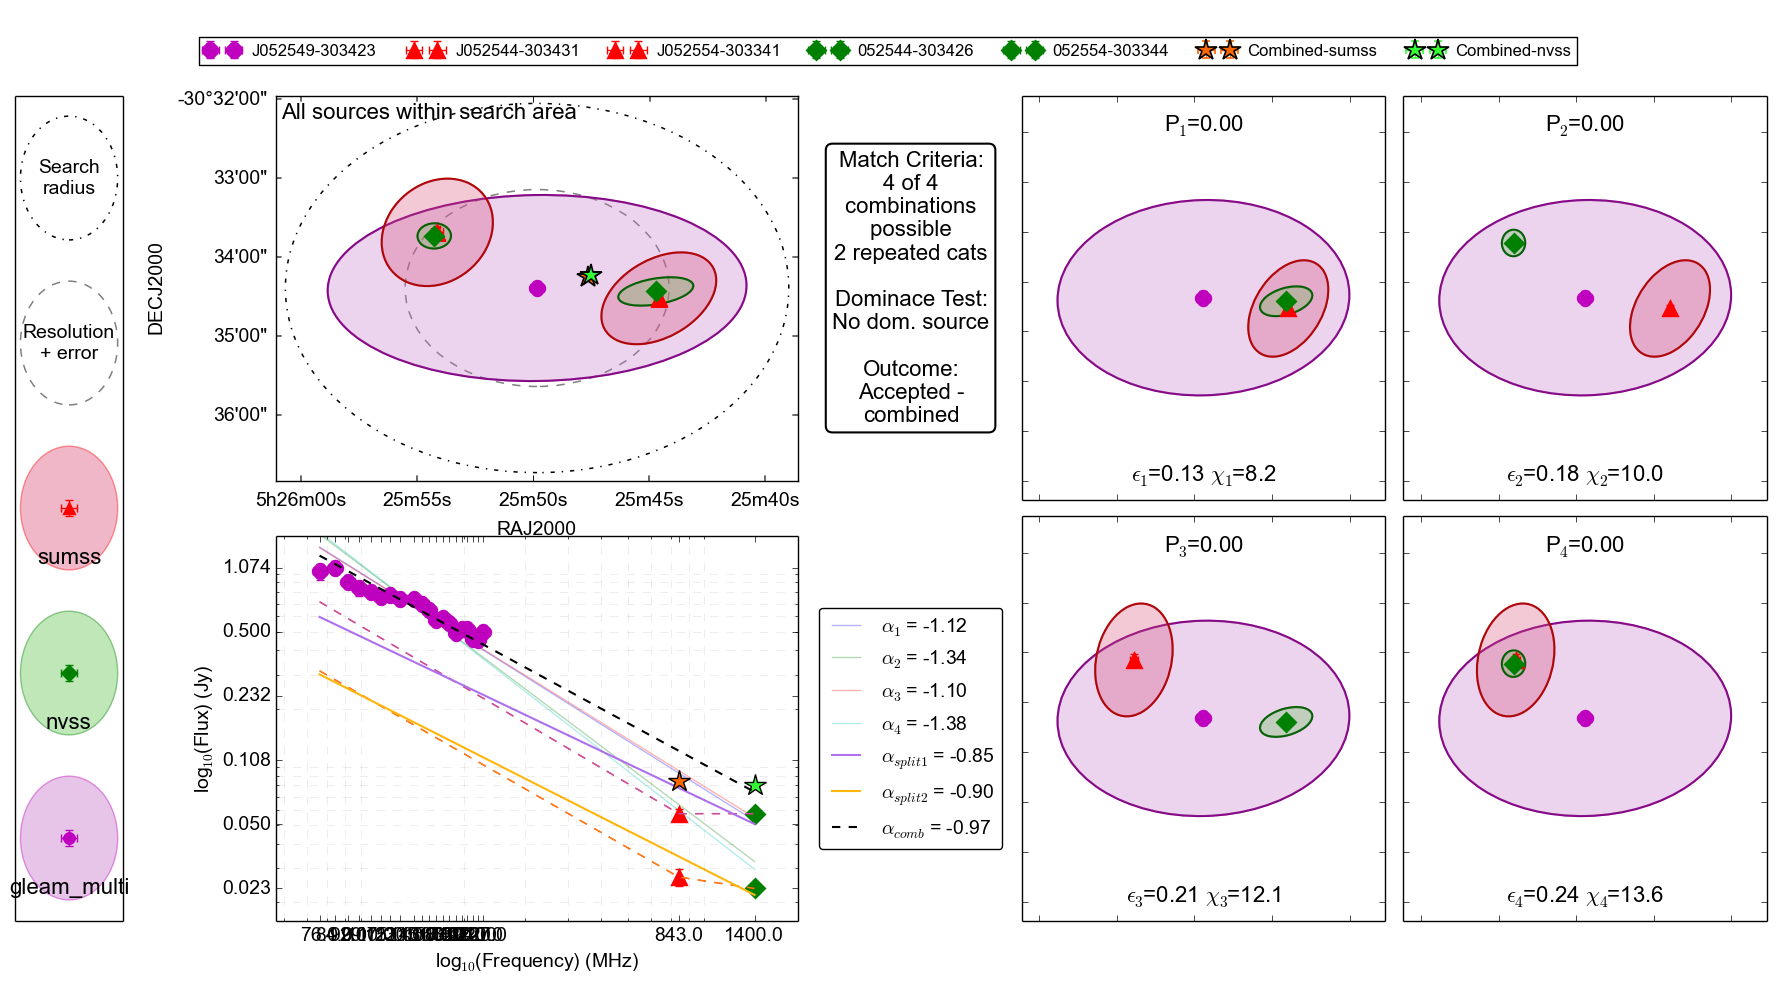 J052549-303423 J052544-303431 J052554-303341 052544-303426 052554-303344 Combined-sumss Combined-nvss
Search
radius
Resolution
+ error
sumss
nvss
gleam_multi
All sources within search area
-30°32'00"
33'00"
34'00"
35'00"
36'00"
DECJ2000
5h26m00s 25m55s 25m50s 25m45s 25m40s
RAJ2000
Match Criteria:
4 of 4
combinations
possible
2 repeated cats
Dominace Test:
No dom. source
Outcome:
Accepted -
combined
P1=0.00
ϵ1=0.13 χ1=8.2
P2=0.00
ϵ2=0.18 χ2=10.0
P3=0.00
ϵ3=0.21 χ3=12.1
P4=0.00
ϵ4=0.24 χ4=13.6
1.074
0.500
0.232
0.108
0.050
0.023
log10(Flux) (Jy)
843.0 1400.0
log10(Frequency) (MHz)
α1 = -1.12
α2 = -1.34
α3 = -1.10
α4 = -1.38
αsplit1 = -0.85
αsplit2 = -0.90
αcomb = -0.97